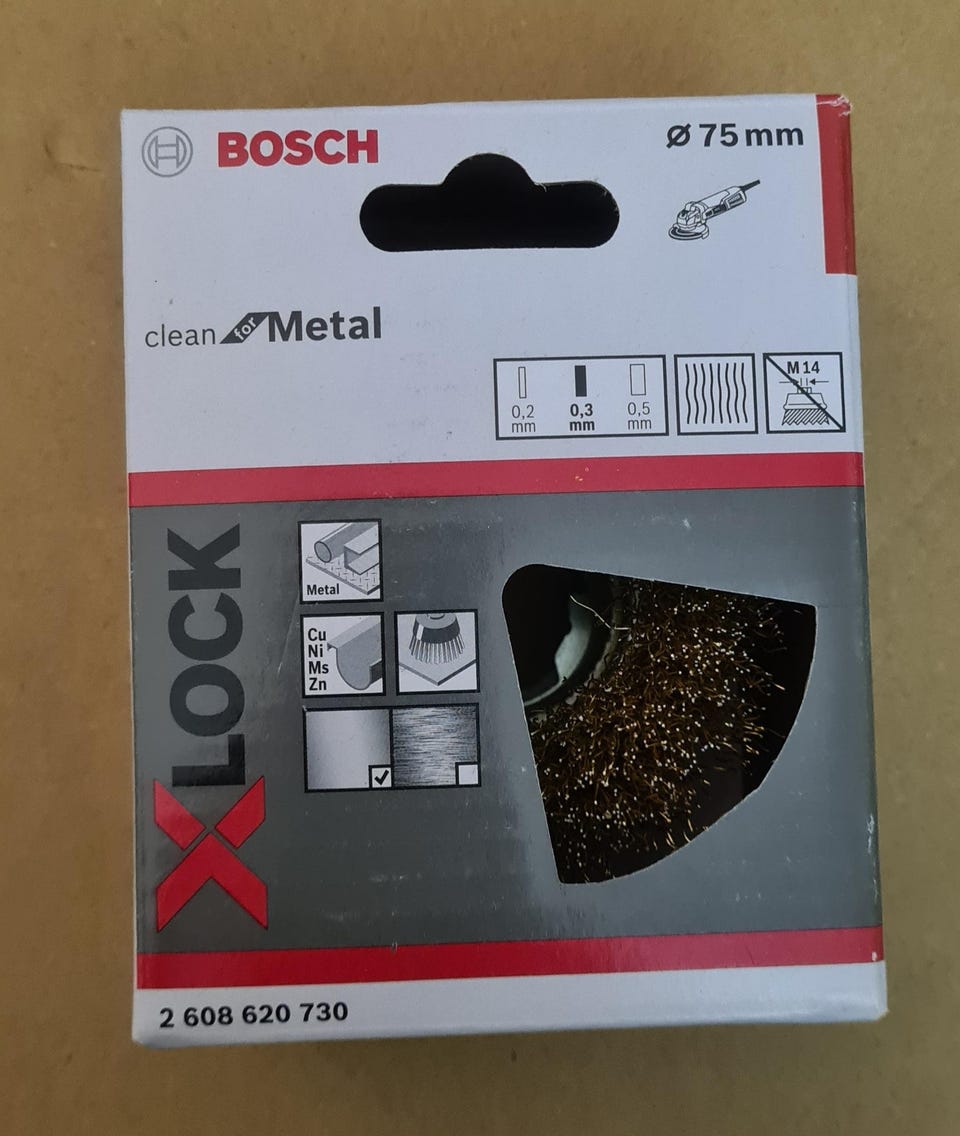 BOSCH
Ø 75 mm
clean for Metal
0,2 mm
0,3 mm
0,5 mm
M 14
X LOCK
Metal
Cu
Ni
Ms
Zn
2 608 620 730